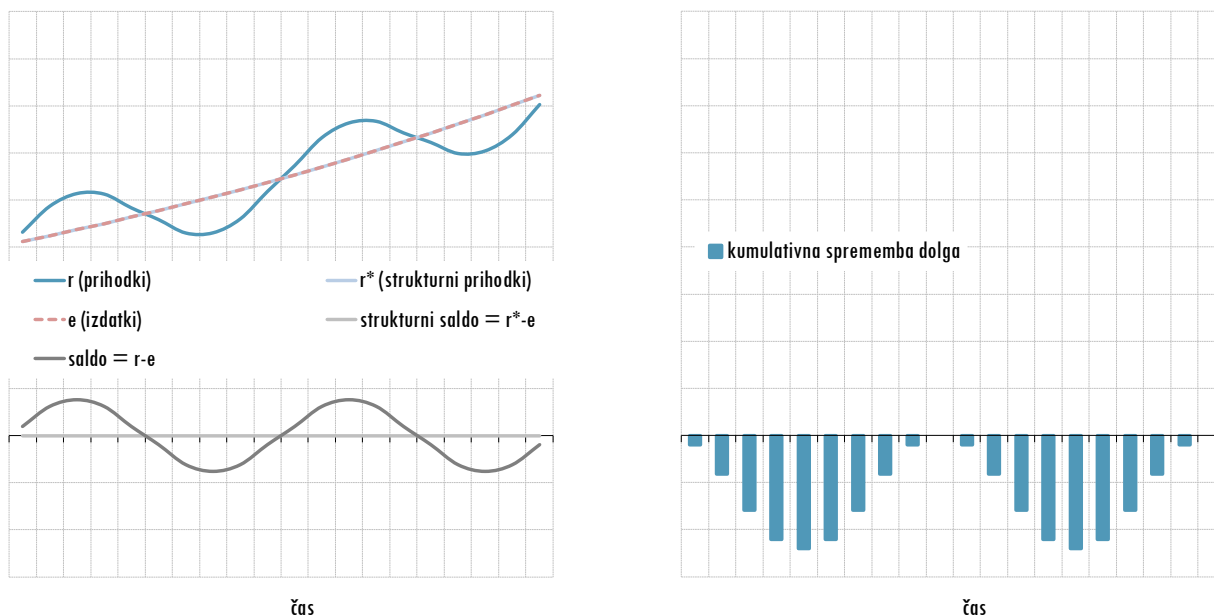 r (prihodki)
r* (strukturni prihodki)
e (izdatki)
strukturni saldo = r*-e
saldo = r-e
čas
kumulativna sprememba dolga
čas